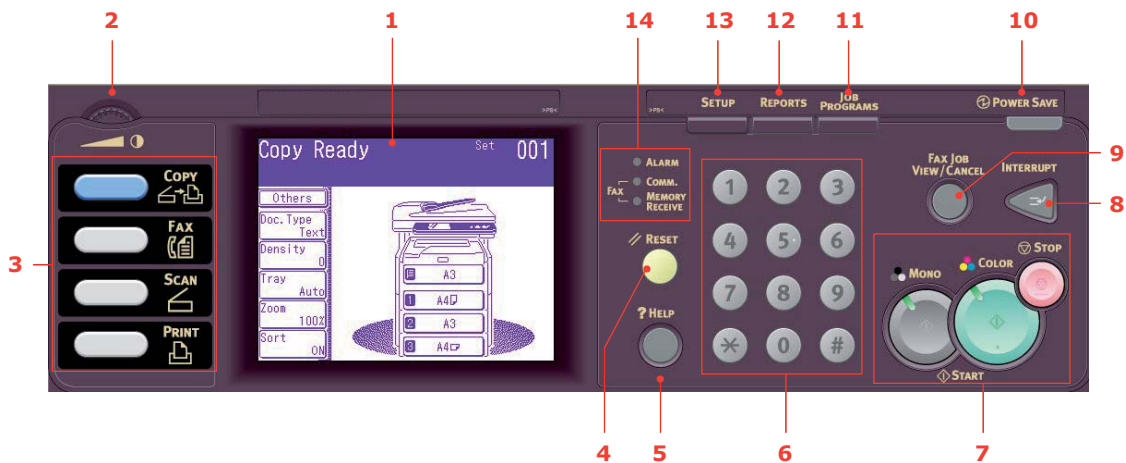 2
1
14
13
12
11
10
>PS<
>PS<
SETUP
REPORTS
JOB
PROGRAMS
POWER SAVE
Copy Ready
Set
001
Others
Doc.Type
Text
Density
0
Tray
Auto
Zoom
100%
Sort
ON
A3
1 A4
2 A3
3 A4
3
COPY
FAX
SCAN
PRINT
ALARM
FAX
COMM.
MEMORY
RECEIVE
RESET
? HELP
1 2 3
4 5 6
7 8 9
* 0 #
FAX JOB
VIEW/CANCEL
INTERRUPT
9
8
STOP
MONO
COLOR
START
4
5
6
7